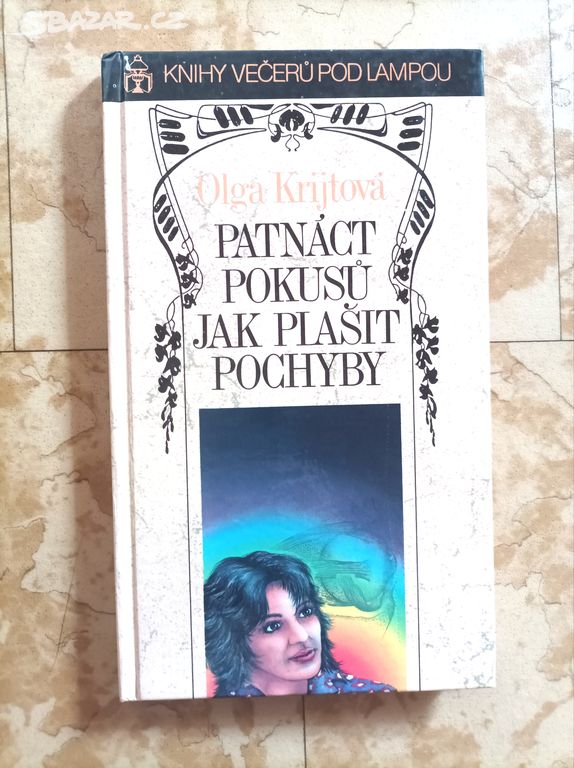 SBAZAR.CZ
KNIHY VEČERŮ POD LAMPOU
Olga Krijtová
PATNÁCT
POKUSŮ
JAK PLAŠIT
POCHYBY